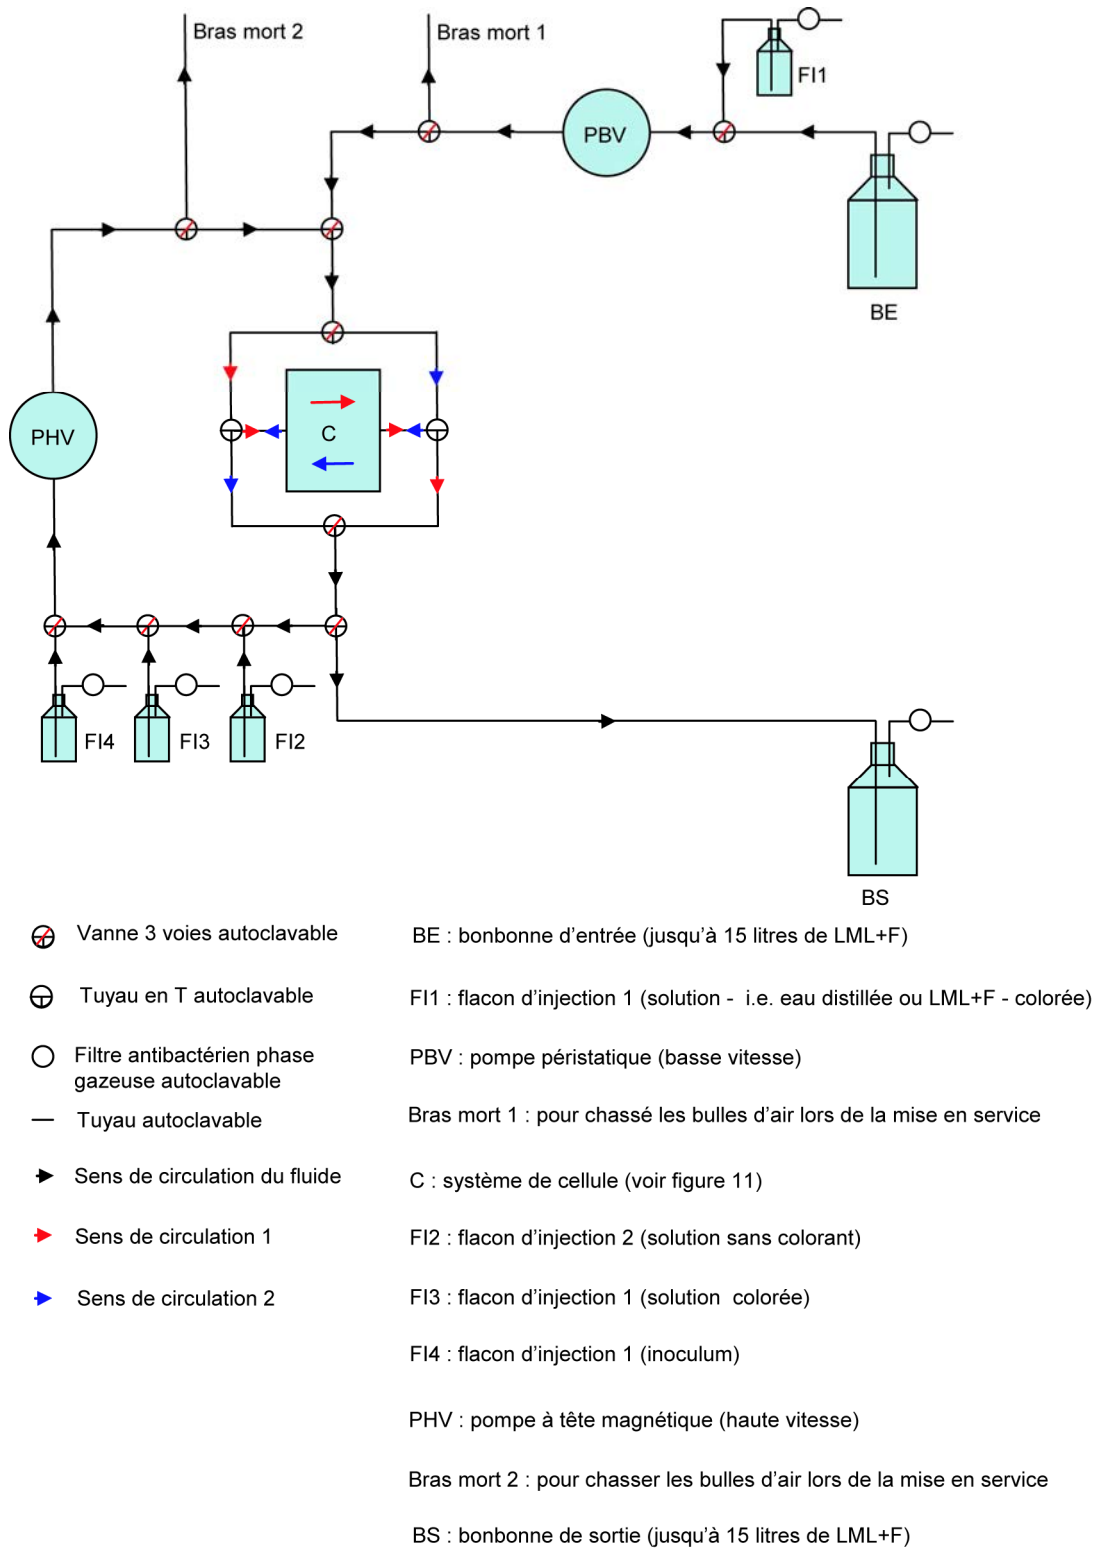 Bras mort 2
Bras mort 1
FI1
PBV
BE
PHV
C
FI4
FI3
FI2
BS
Vanne 3 voies autoclavable
Tuyau en T autoclavable
Filtre antibactérien phase
gazeuse autoclavable
Tuyau autoclavable
Sens de circulation du fluide
Sens de circulation 1
Sens de circulation 2
BE : bonbonne d'entrée (jusqu'à 15 litres de LML+F)
FI1 : flacon d'injection 1 (solution - i.e. eau distillée ou LML+F - colorée)
PBV : pompe péristatique (basse vitesse)
Bras mort 1 : pour chassé les bulles d'air lors de la mise en service
C : système de cellule (voir figure 11)
FI2 : flacon d'injection 2 (solution sans colorant)
FI3 : flacon d'injection 1 (solution colorée)
FI4 : flacon d'injection 1 (inoculum)
PHV : pompe à tête magnétique (haute vitesse)
Bras mort 2 : pour chasser les bulles d'air lors de la mise en service
BS : bonbonne de sortie (jusqu'à 15 litres de LML+F)